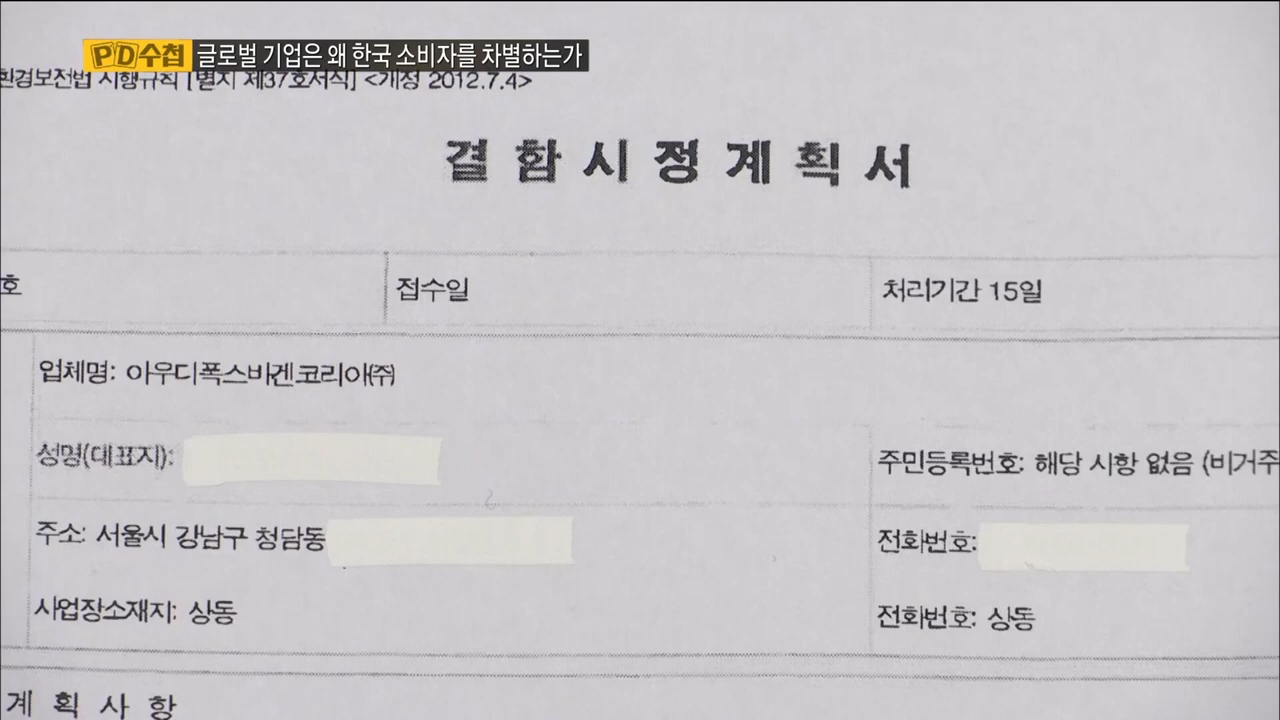 PD수첩 글로벌 기업은 왜 한국 소비자를 차별하는가
환경보전법 시행규칙 [별지 제37호서식] <개정 2012.7.4>
결함시정계획서
호 접수일 처리기간 15일
업체명: 아우디폭스바겐코리아㈜
성명(대표자): 주민등록번호: 해당 사항 없음 (비거주
주소: 서울시 강남구 청담동 전화번호:
사업장소재지: 상동 전화번호: 상동
계획사항